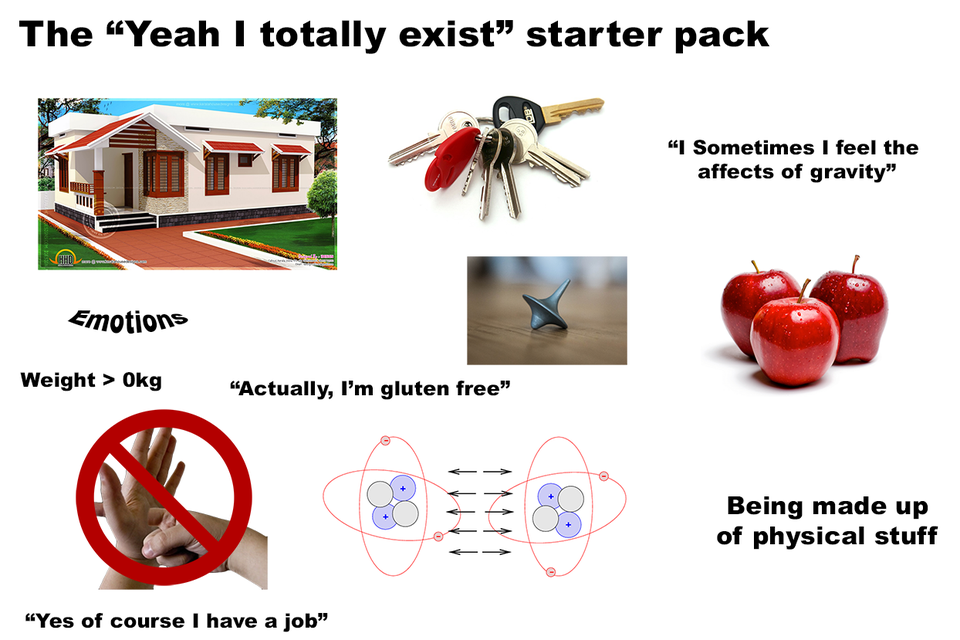 The “Yeah I totally exist” starter pack
“I Sometimes I feel the
affects of gravity”
Emotions
Weight > 0kg
“Actually, I’m gluten free”
Being made up
of physical stuff
“Yes of course I have a job”